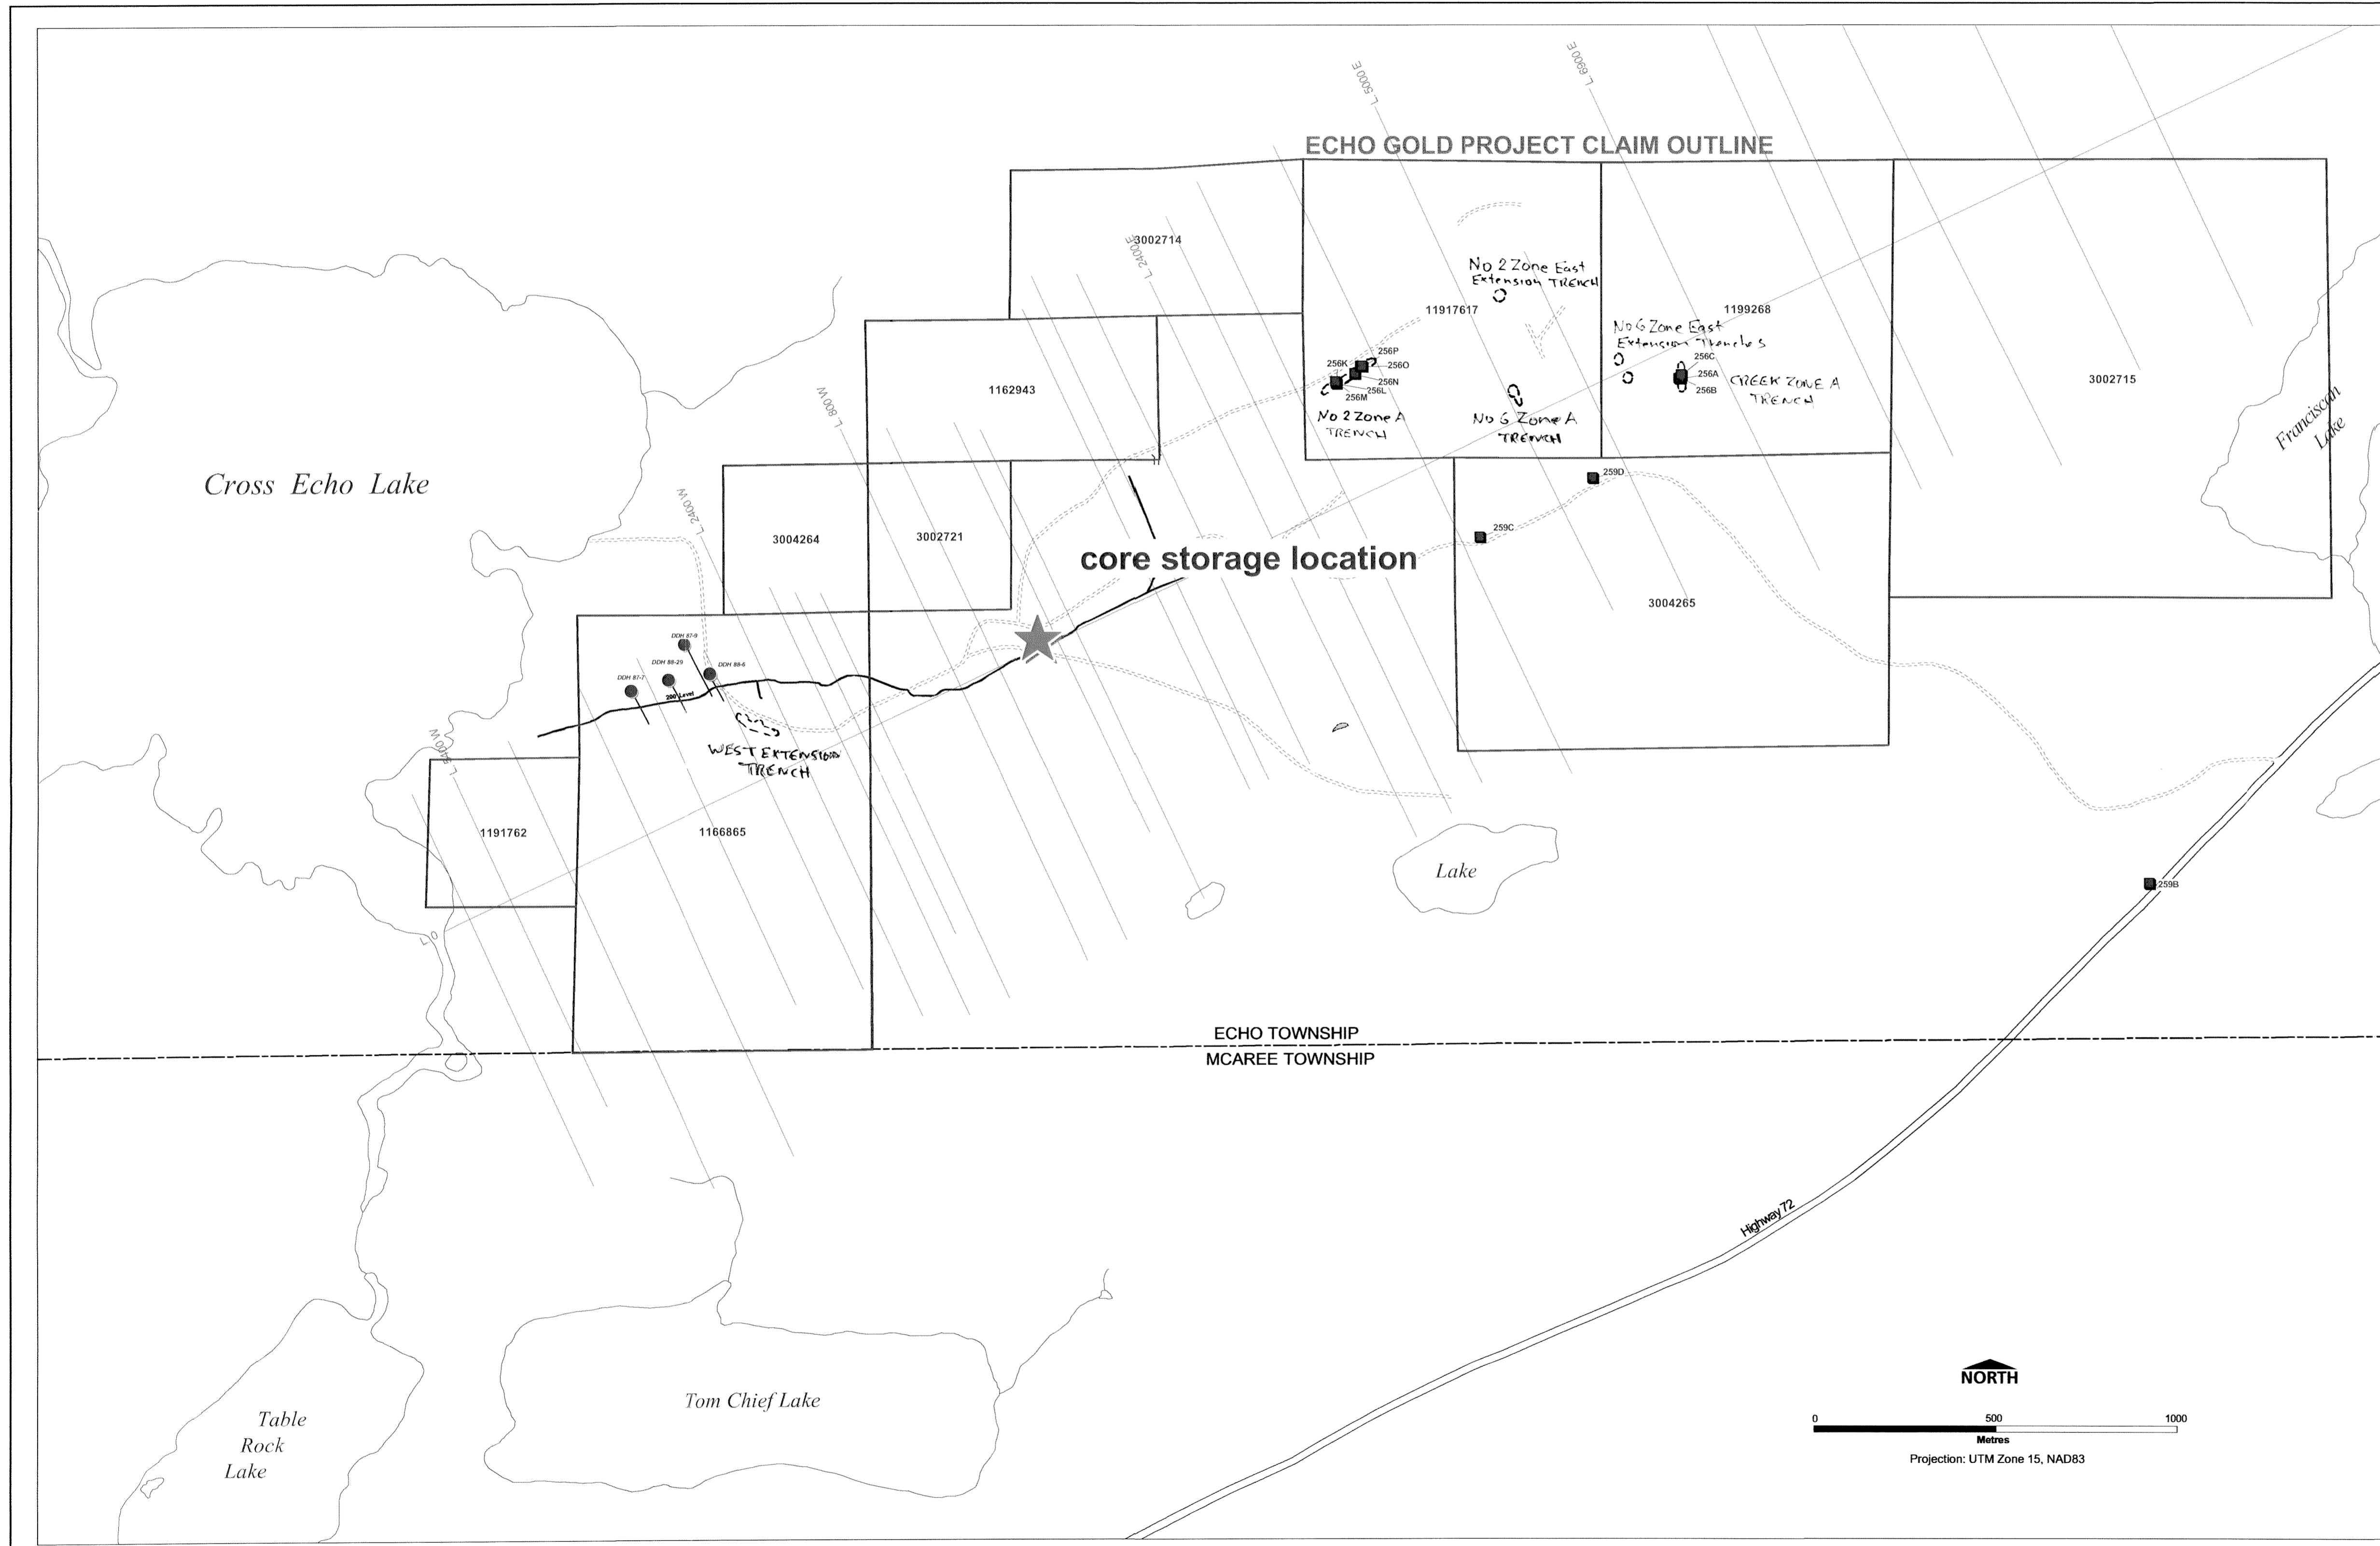 L 5000 E
L 6900 E
ECHO GOLD PROJECT CLAIM OUTLINE
3002714
L 2400 E
No 2 Zone East
Extension TRENCH
11917617
1199268
No 6 Zone East
Extension Trenches
256P
256K
256O
256N
256L
256M
256C
256A
256B
CREEK ZONE A
TRENCH
3002715
No 2 Zone A
TRENCH
No 6 Zone A
TRENCH
Franciscan
Lake
1162943
L 800 W
Cross Echo Lake
L 2400 W
259D
259C
3004264
3002721
core storage location
3004265
DDH 87-9
DDH 88-29
DDH 88-6
DDH 87-7
200 Level
WEST EXTENSION
TRENCH
L 3400 W
1191762
1166865
Lake
259B
L 0
ECHO TOWNSHIP
MCAREE TOWNSHIP
Highway 72
Tom Chief Lake
Table
Rock
Lake
NORTH
0 500 1000
Metres
Projection: UTM Zone 15, NAD83